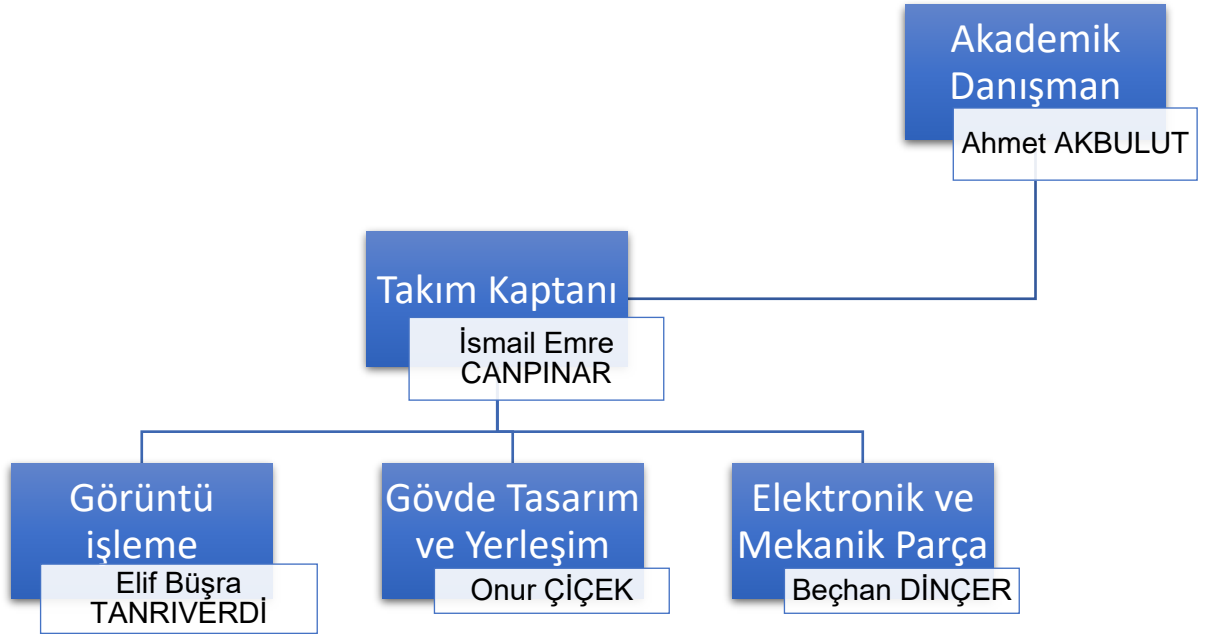 Akademik
Danışman
Ahmet AKBULUT
Takım Kaptanı
İsmail Emre
CANPINAR
Görüntü
işleme
Elif Büşra
TANRIVERDİ
Gövde Tasarım
ve Yerleşim
Onur ÇİÇEK
Elektronik ve
Mekanik Parça
Beçhan DİNÇER